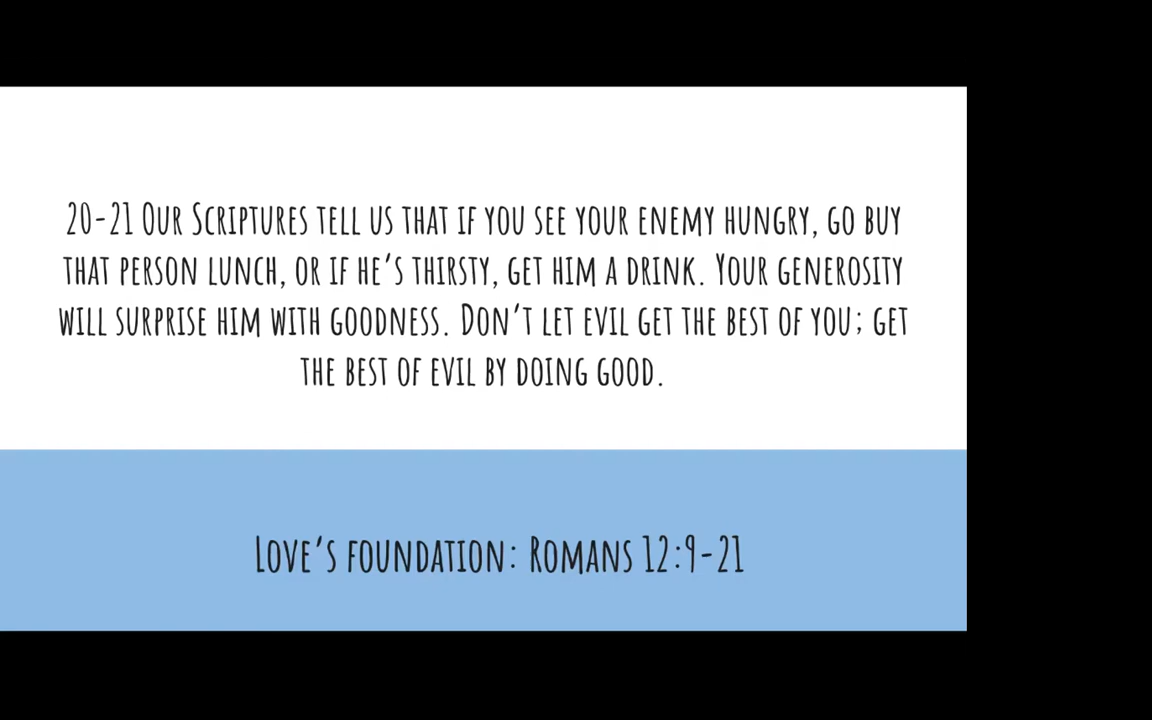 20-21 Our Scriptures tell us that if you see your enemy hungry, go buy
that person lunch, or if he's thirsty, get him a drink. Your generosity
will surprise him with goodness. Don't let evil get the best of you; get
the best of evil by doing good.
Love's foundation: Romans 12:9-21